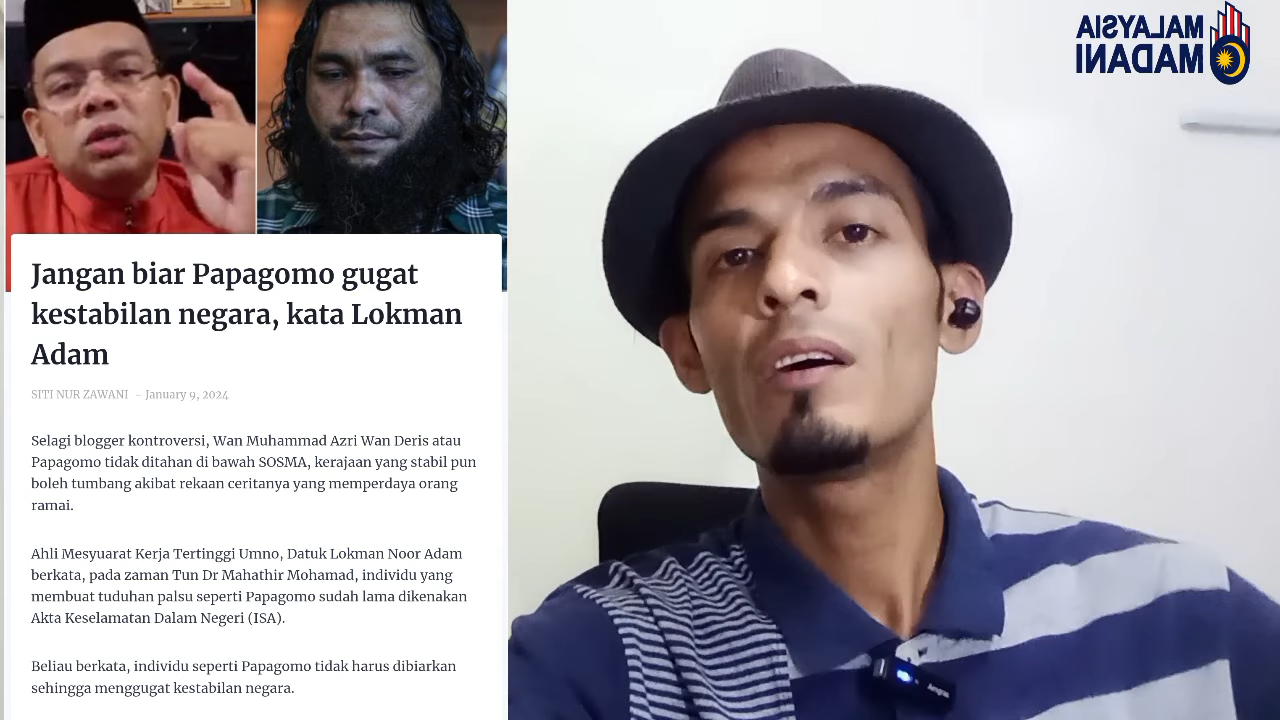 Jangan biar Papagomo gugat
kestabilan negara, kata Lokman
Adam
SITI NUR ZAWANI – January 9, 2024
Selagi blogger kontroversi, Wan Muhammad Azri Wan Deris atau
Papagomo tidak ditahan di bawah SOSMA, kerajaan yang stabil pun
boleh tumbang akibat rekaan ceritanya yang memperdaya orang
ramai.
Ahli Mesyuarat Kerja Tertinggi Umno, Datuk Lokman Noor Adam
berkata, pada zaman Tun Dr Mahathir Mohamad, individu yang
membuat tuduhan palsu seperti Papagomo sudah lama dikenakan
Akta Keselamatan Dalam Negeri (ISA).
Beliau berkata, individu seperti Papagomo tidak harus dibiarkan
sehingga menggugat kestabilan negara.
MALAYSIA
MADANI